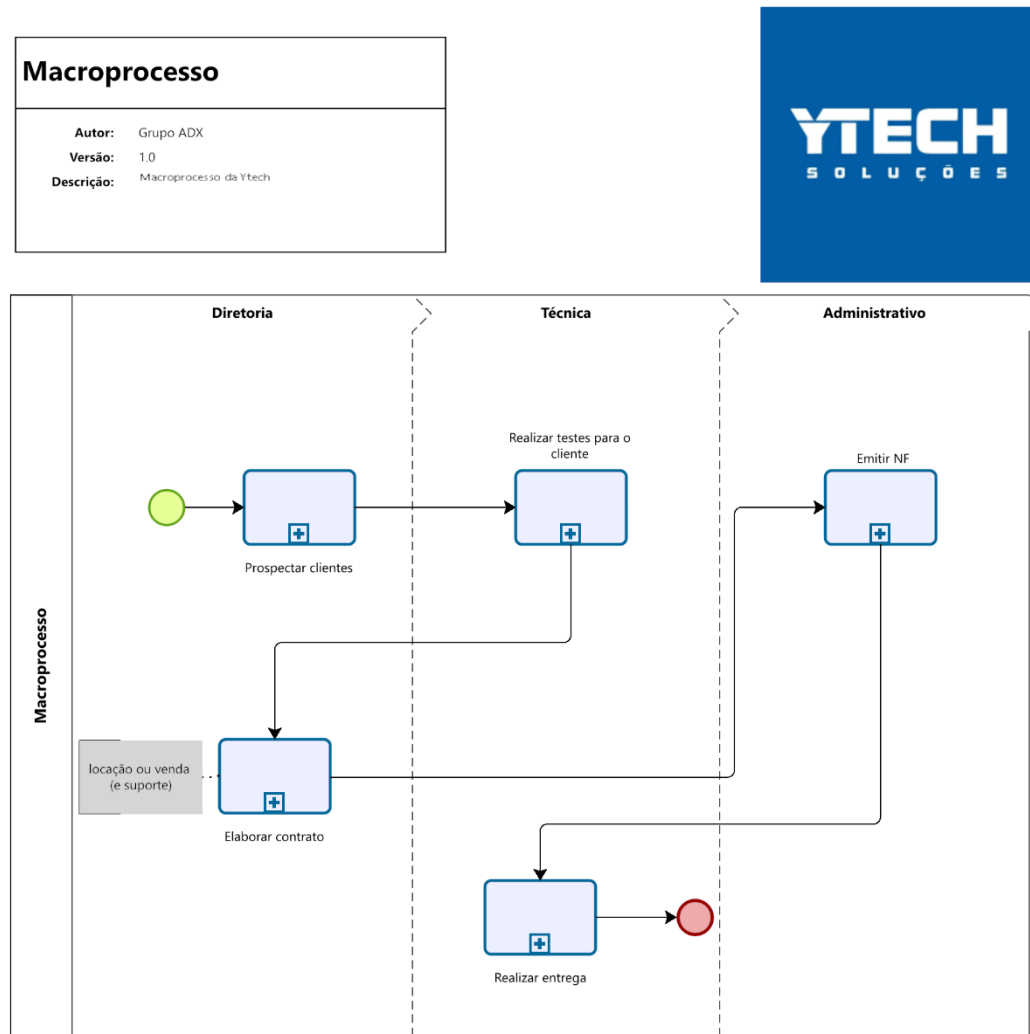 Macroprocesso
Autor: Grupo ADX
Versão: 1.0
Descrição: Macroprocesso da Ytech
YTECH
SOLUÇÕES
Diretoria
Técnica
Administrativo
Macroprocesso
Realizar testes para o
cliente
Emitir NF
Prospectar clientes
locação ou venda
(e suporte)
Elaborar contrato
Realizar entrega